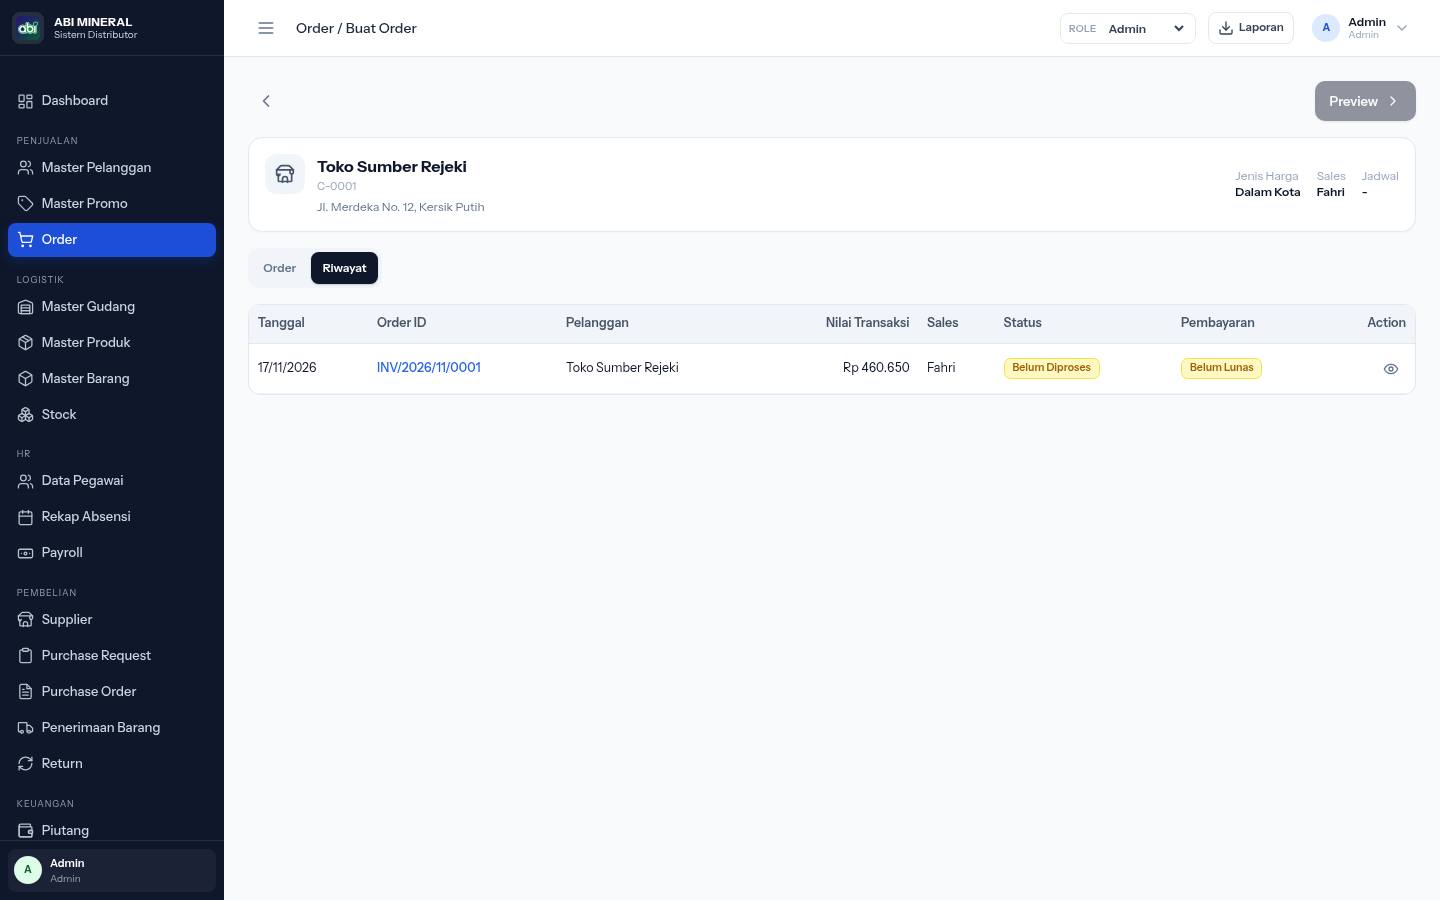 abi
ABI MINERAL
Sistem Distributor
Dashboard
PENJUALAN
Master Pelanggan
Master Promo
Order
LOGISTIK
Master Gudang
Master Produk
Master Barang
Stock
HR
Data Pegawai
Rekap Absensi
Payroll
PEMBELIAN
Supplier
Purchase Request
Purchase Order
Penerimaan Barang
Return
KEUANGAN
Piutang
A
Admin
Admin
Order / Buat Order
ROLE Admin
Laporan
A
Admin
Admin
Preview
Toko Sumber Rejeki
C-0001
Jl. Merdeka No. 12, Kersik Putih
Jenis Harga Sales Jadwal
Dalam Kota Fahri -
Order Riwayat
Tanggal Order ID Pelanggan Nilai Transaksi Sales Status Pembayaran Action
17/11/2026 INV/2026/11/0001 Toko Sumber Rejeki Rp 460.650 Fahri Belum Diproses Belum Lunas